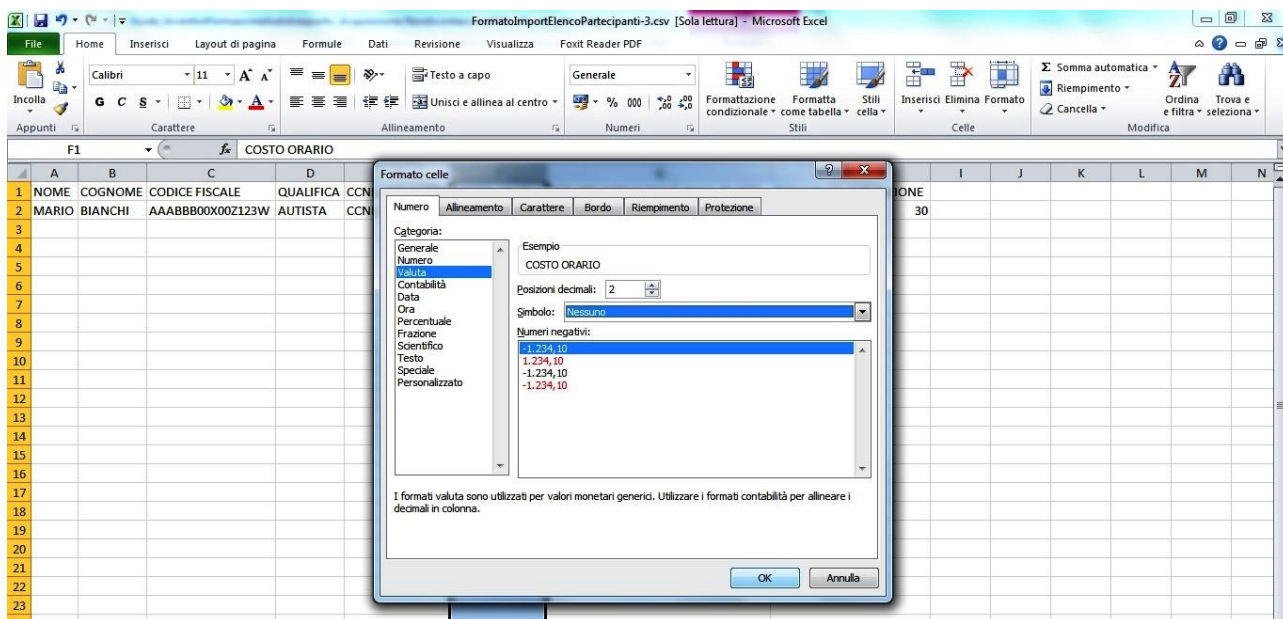 FormatoImportElencoPartecipanti-3.csv [Sola lettura] - Microsoft Excel
File Home Inserisci Layout di pagina Formule Dati Revisione Visualizza Foxit Reader PDF
Incolla
Calibri 11 A A
G C S A
Testo a capo
Unisci e allinea al centro
Generale
% 000 ,00 ,00
Formattazione condizionale
Formatta come tabella
Stili cella
Inserisci Elimina Formato
Σ Somma automatica
Riempimento
Cancella
Ordina e filtra
Trova e seleziona
Appunti Carattere Allineamento Numeri Stili Celle Modifica
F1 fx COSTO ORARIO
A B C D I J K L M N
1 NOME COGNOME CODICE FISCALE QUALIFICA CCN IONE
2 MARIO BIANCHI AAABBB00X00Z123W AUTISTA CCN 30
3
4
5
6
7
8
9
10
11
12
13
14
15
16
17
18
19
20
21
22
23
Formato celle
Numero Allineamento Carattere Bordo Riempimento Protezione
Categoria:
Generale
Numero
Valuta
Contabilità
Data
Ora
Percentuale
Frazione
Scientifico
Testo
Speciale
Personalizzato
Esempio
COSTO ORARIO
Posizioni decimali: 2
Simbolo: Nessuno
Numeri negativi:
-1.234,10
1.234,10
-1.234,10
-1.234,10
I formati valuta sono utilizzati per valori monetari generici. Utilizzare i formati contabilità per allineare i
decimali in colonna.
OK Annulla